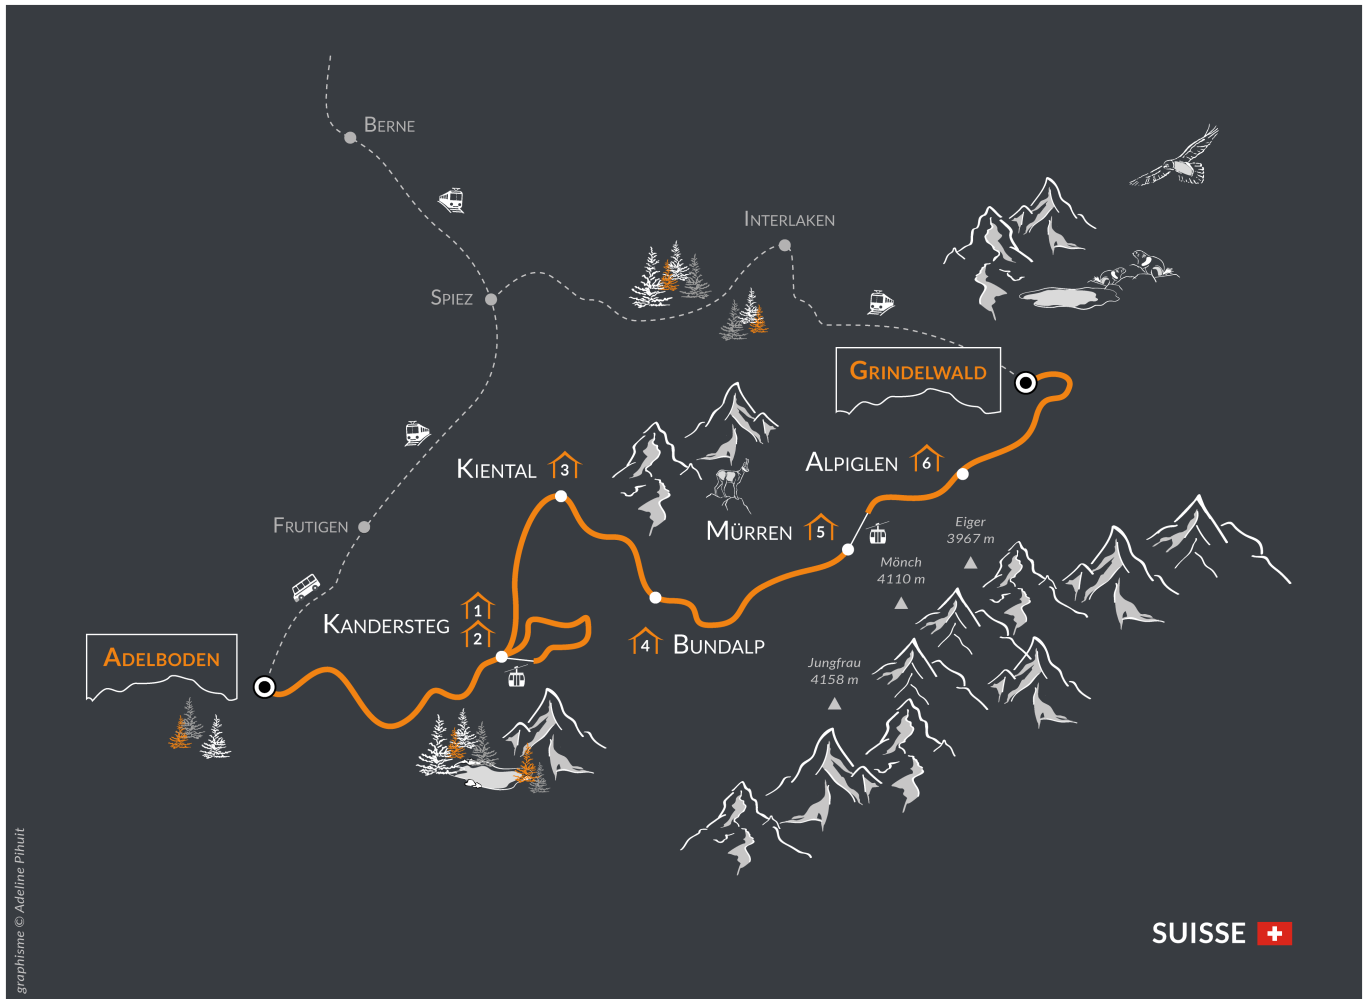 BERNE
INTERLAKEN
SPIEZ
GRINDELWALD
ALPIGLEN 6
KIENTAL 3
FRUTIGEN
MÜRREN 5
Eiger
3967 m
Mönch
4110 m
KANDERSTEG 1
2
4 BUNDALP
ADELBODEN
Jungfrau
4158 m
SUISSE
graphisme © Adeline Pihuit